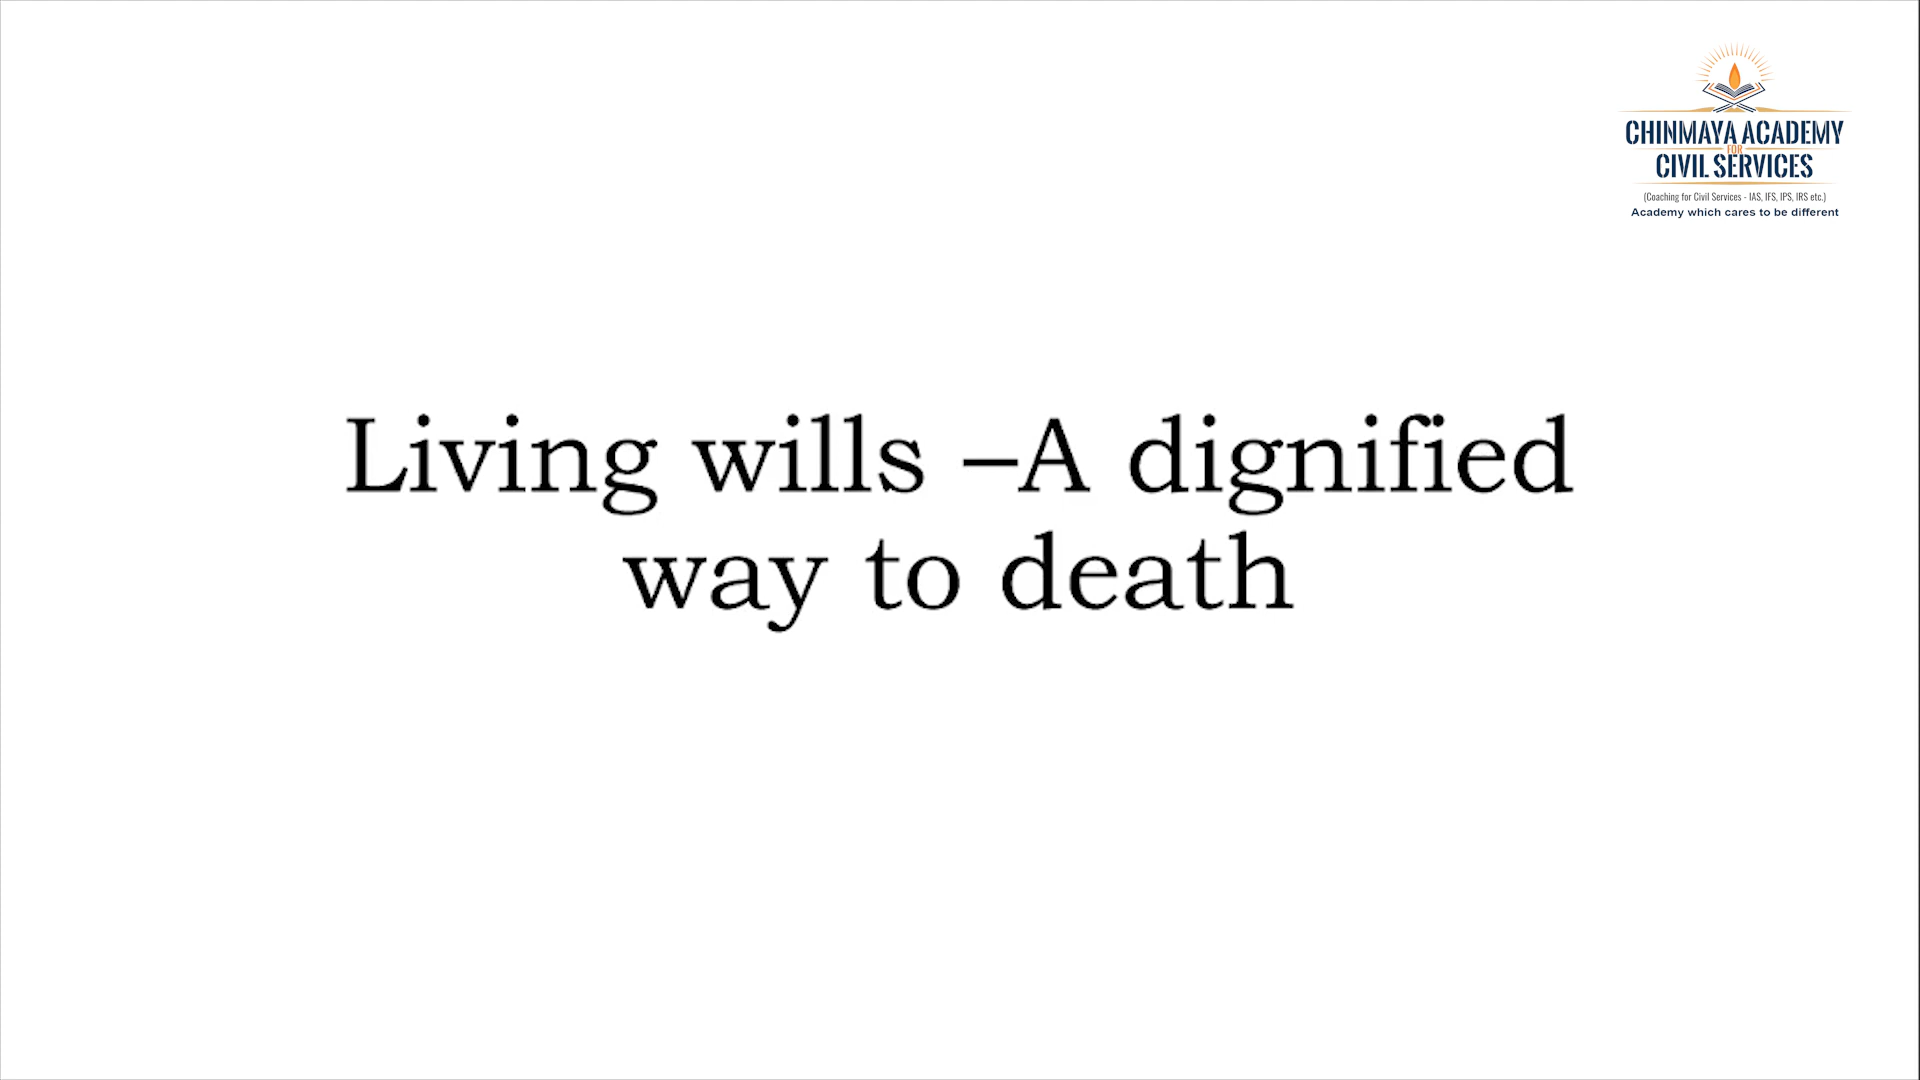 CHINMAYA ACADEMY
FOR
CIVIL SERVICES
(Coaching for Civil Services - IAS, IFS, IPS, IRS etc.)
Academy which cares to be different
Living wills –A dignified
way to death